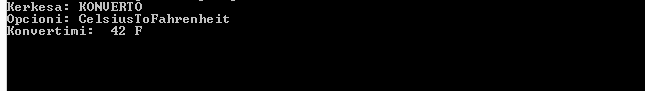 Kerkesa: KONVERTO
Opcioni: CelsiusToFahrenheit
Konvertimi:  42 F